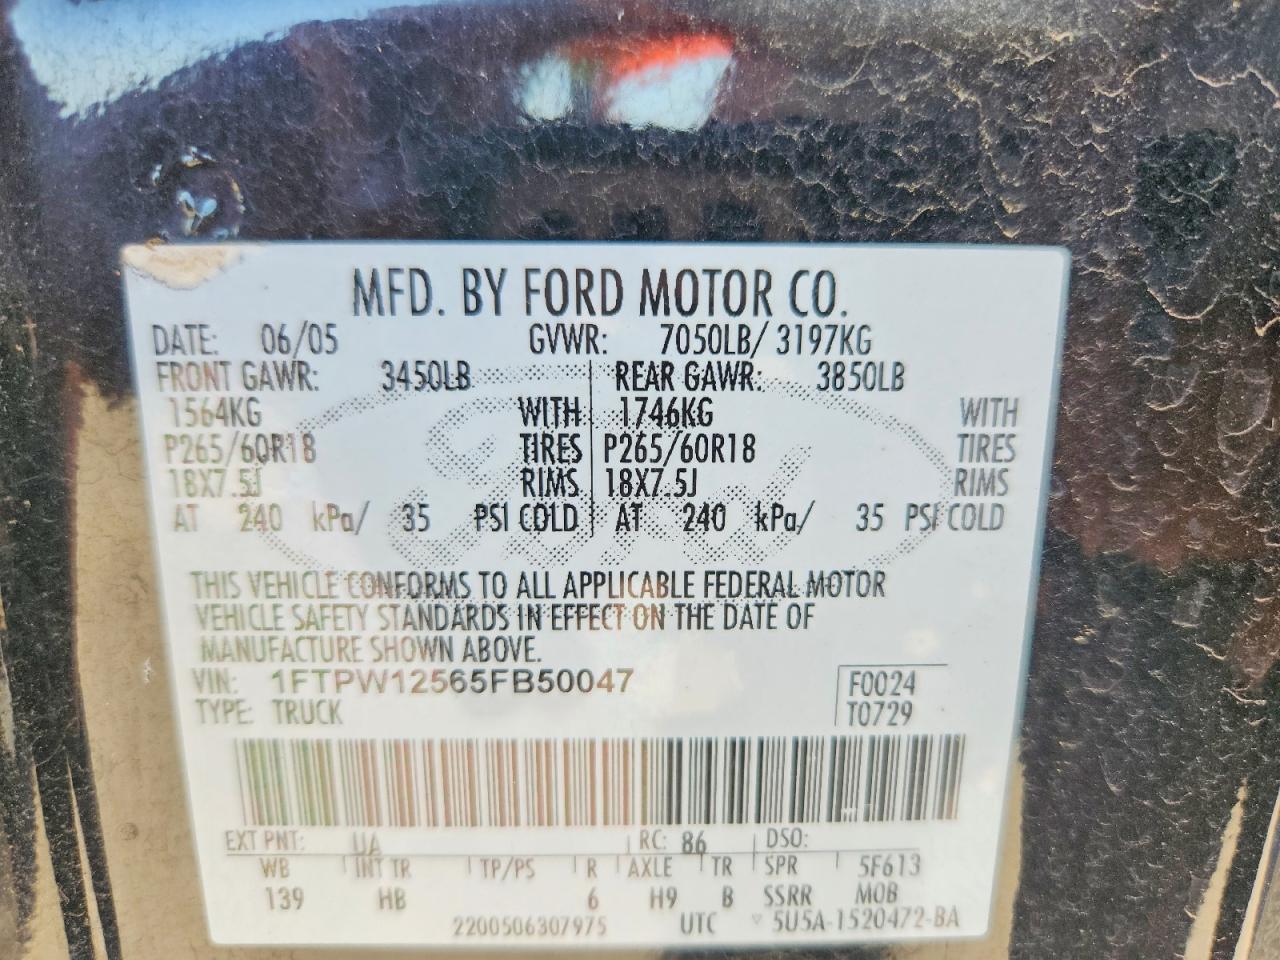 MFD. BY FORD MOTOR CO.
DATE: 06/05 GVWR: 7050LB/ 3197KG
FRONT GAWR: 3450LB REAR GAWR: 3850LB
1564KG WITH 1746KG WITH
P265/60R18 TIRES P265/60R18 TIRES
18X7.5J RIMS 18X7.5J RIMS
AT 240 kPa/ 35 PSI COLD AT 240 kPa/ 35 PSI COLD
THIS VEHICLE CONFORMS TO ALL APPLICABLE FEDERAL MOTOR
VEHICLE SAFETY STANDARDS IN EFFECT ON THE DATE OF
MANUFACTURE SHOWN ABOVE.
VIN: 1FTPW12565FB50047 F0024
TYPE: TRUCK T0729
EXT PNT: UA RC: 86 DSO:
WB INT TR TP/PS R AXLE TR SPR 5F613
139 HB 6 H9 B SSRR MOB
2200506307975 UTC ▽ 5U5A-1520472-BA